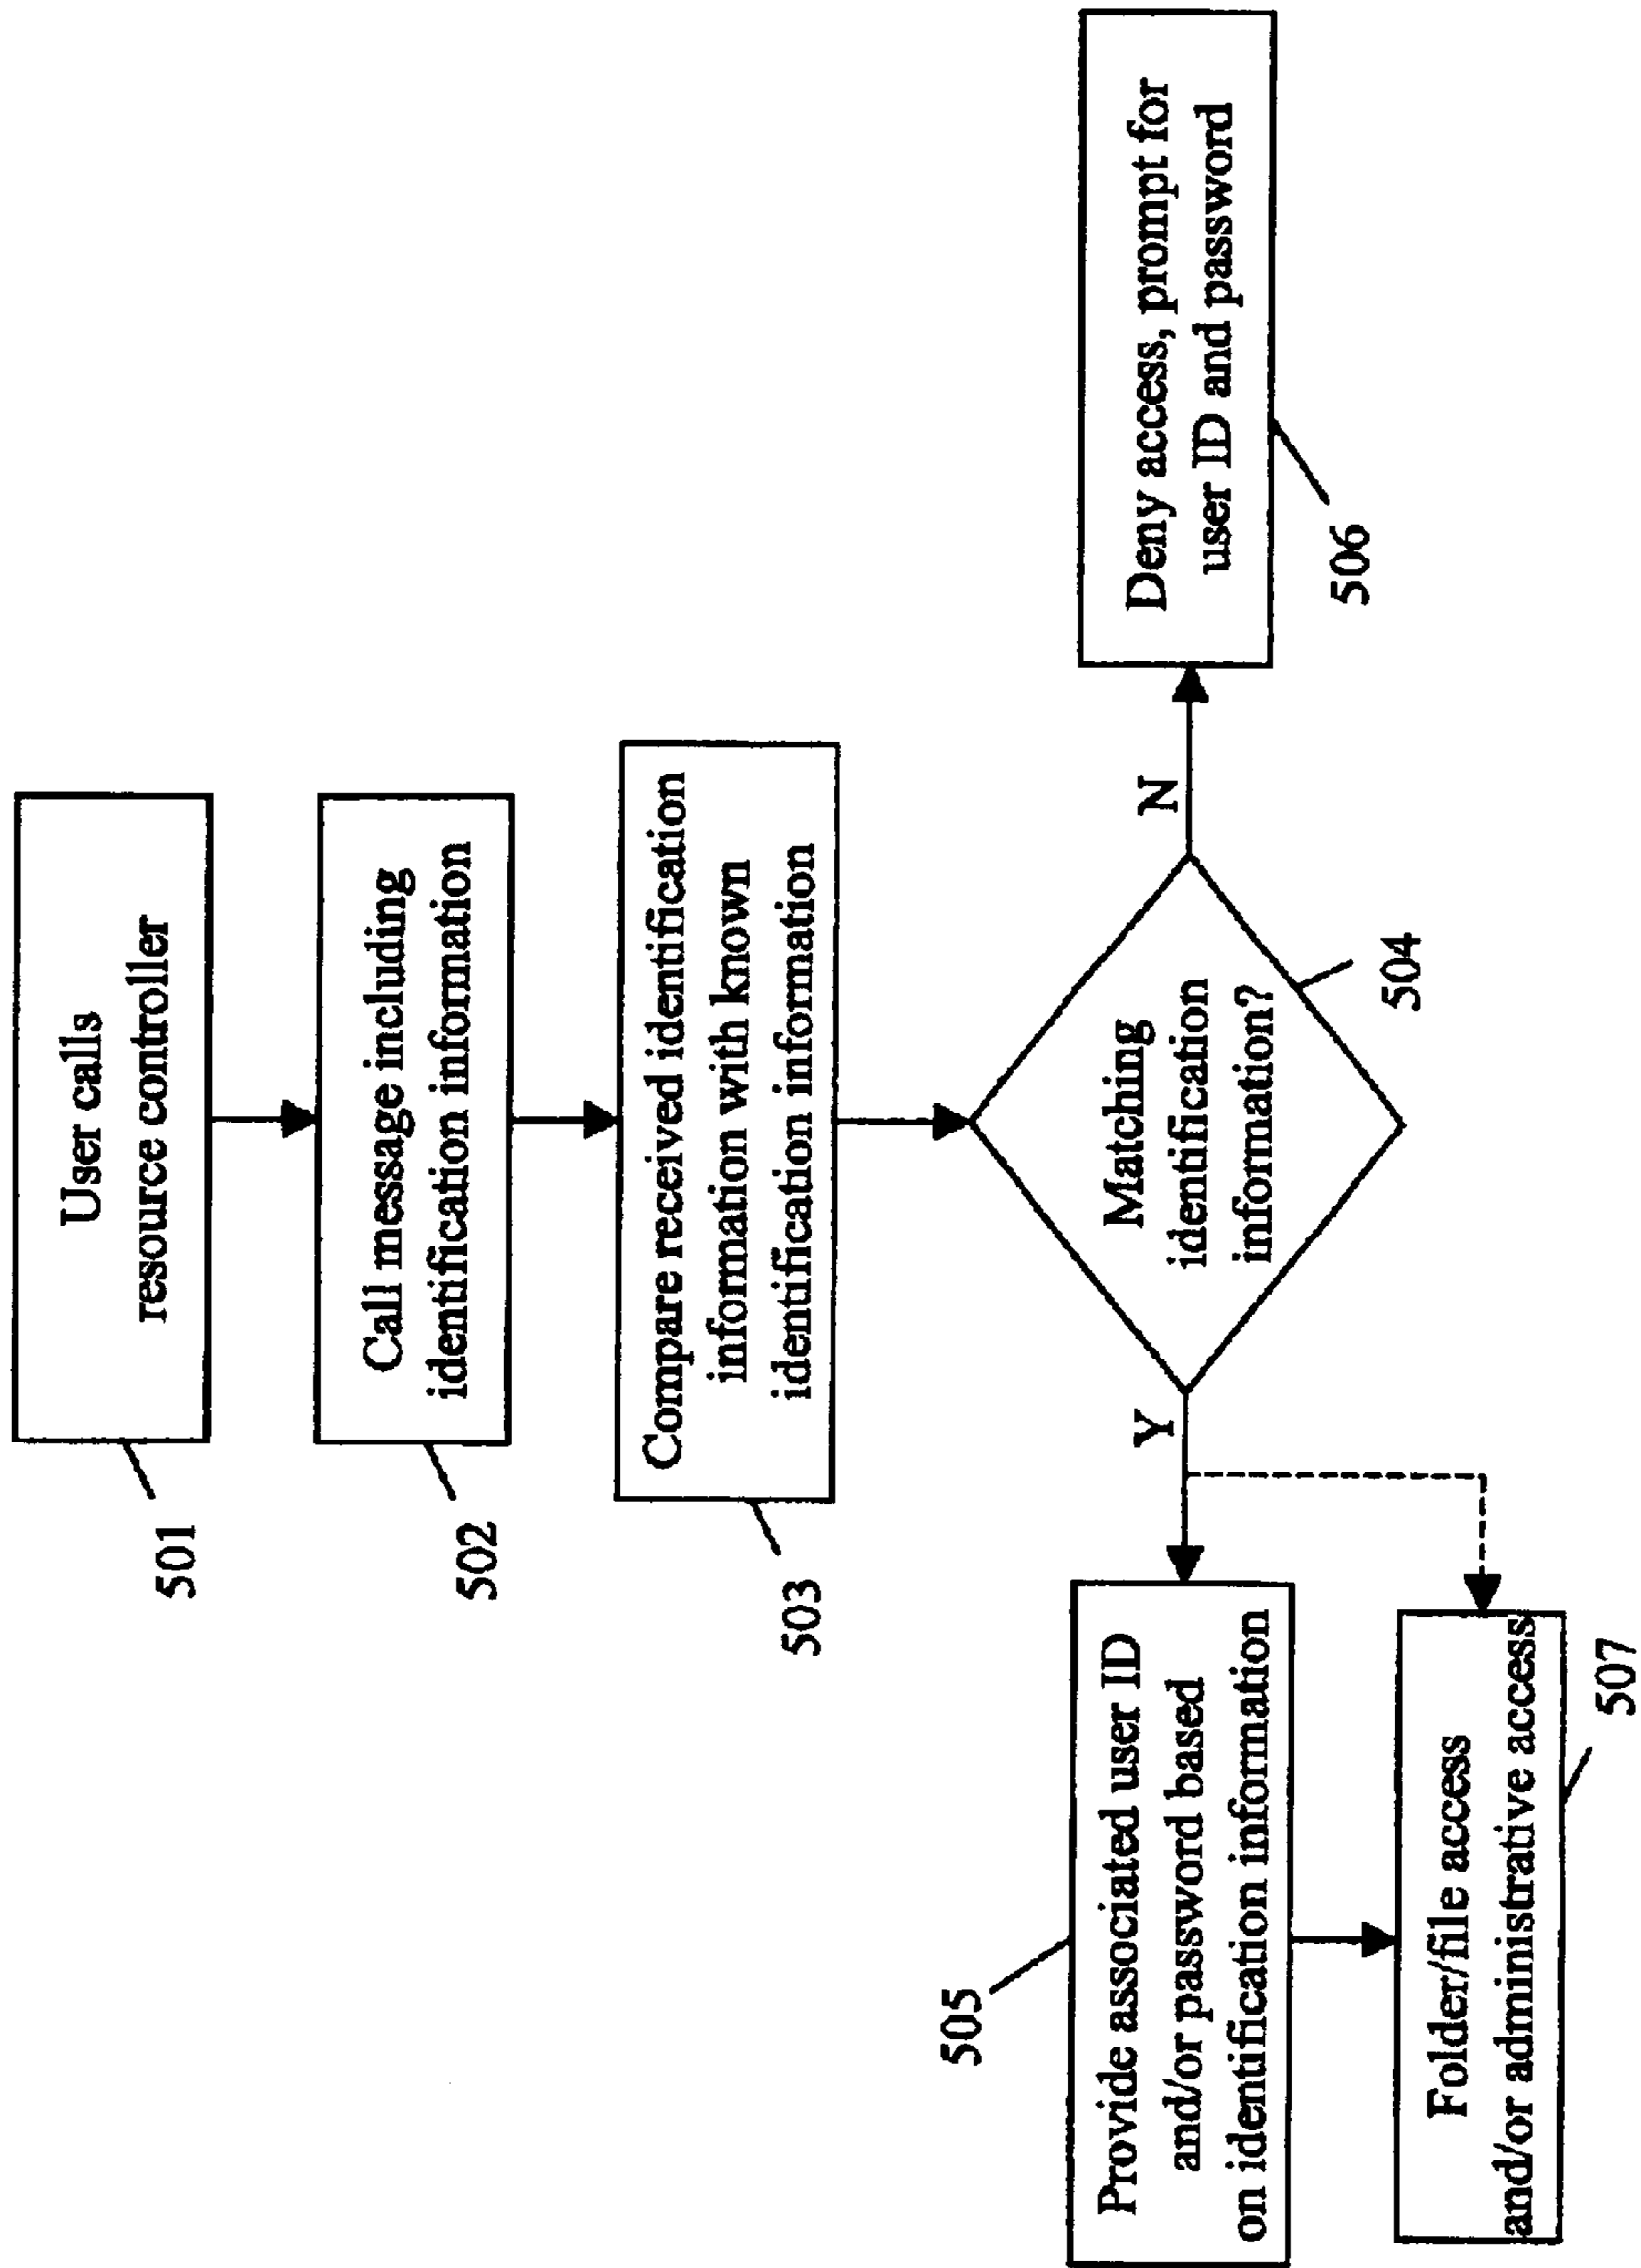 User calls
resource controller
501
Call message including
identification information
502
Compare received identification
information with known
identification information
503
Matching
identification
information?
504
Y
N
Provide associated user ID
and/or password based
on identification information
505
Deny access, prompt for
user ID and password
506
Folder/file access
and/or administrative access
507